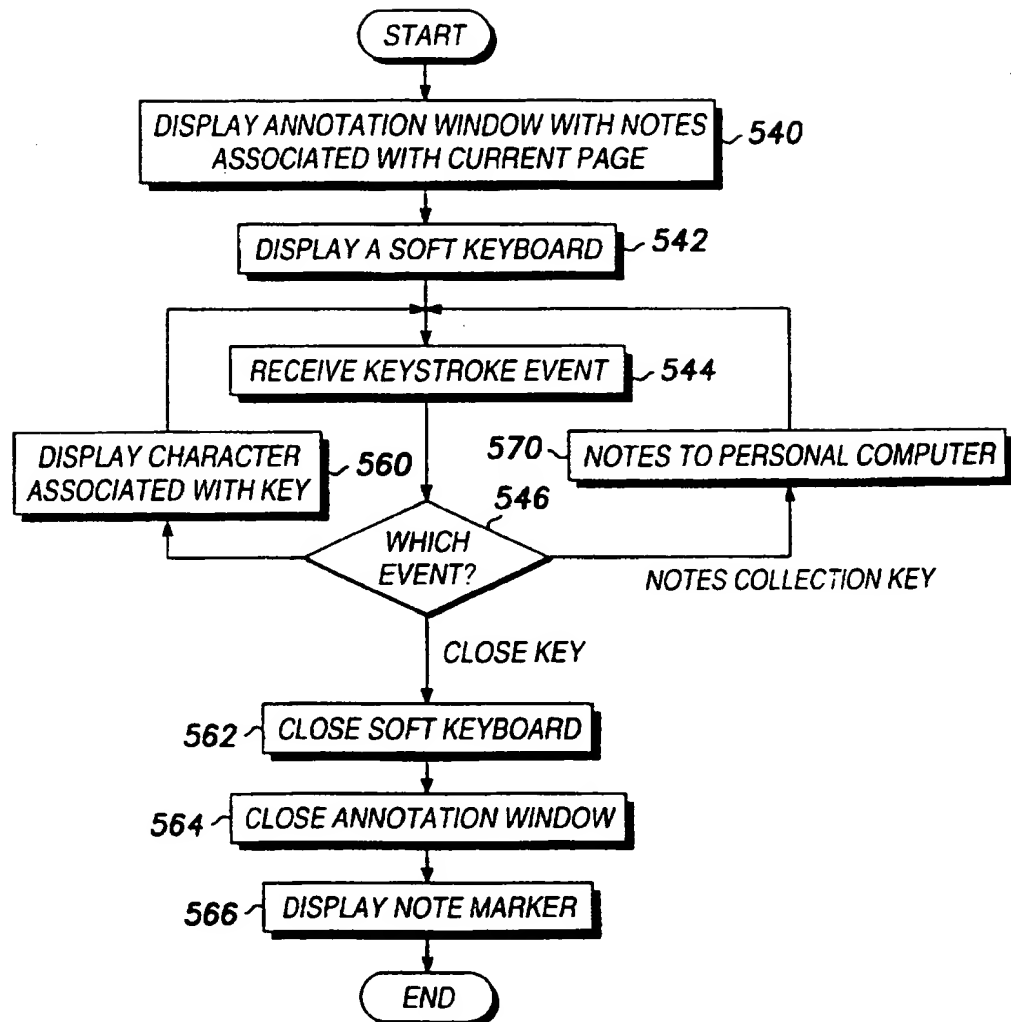 START
DISPLAY ANNOTATION WINDOW WITH NOTES
ASSOCIATED WITH CURRENT PAGE
540
DISPLAY A SOFT KEYBOARD
542
RECEIVE KEYSTROKE EVENT
544
DISPLAY CHARACTER
ASSOCIATED WITH KEY
560
570
NOTES TO PERSONAL COMPUTER
546
WHICH
EVENT?
NOTES COLLECTION KEY
CLOSE KEY
562
CLOSE SOFT KEYBOARD
564
CLOSE ANNOTATION WINDOW
566
DISPLAY NOTE MARKER
END